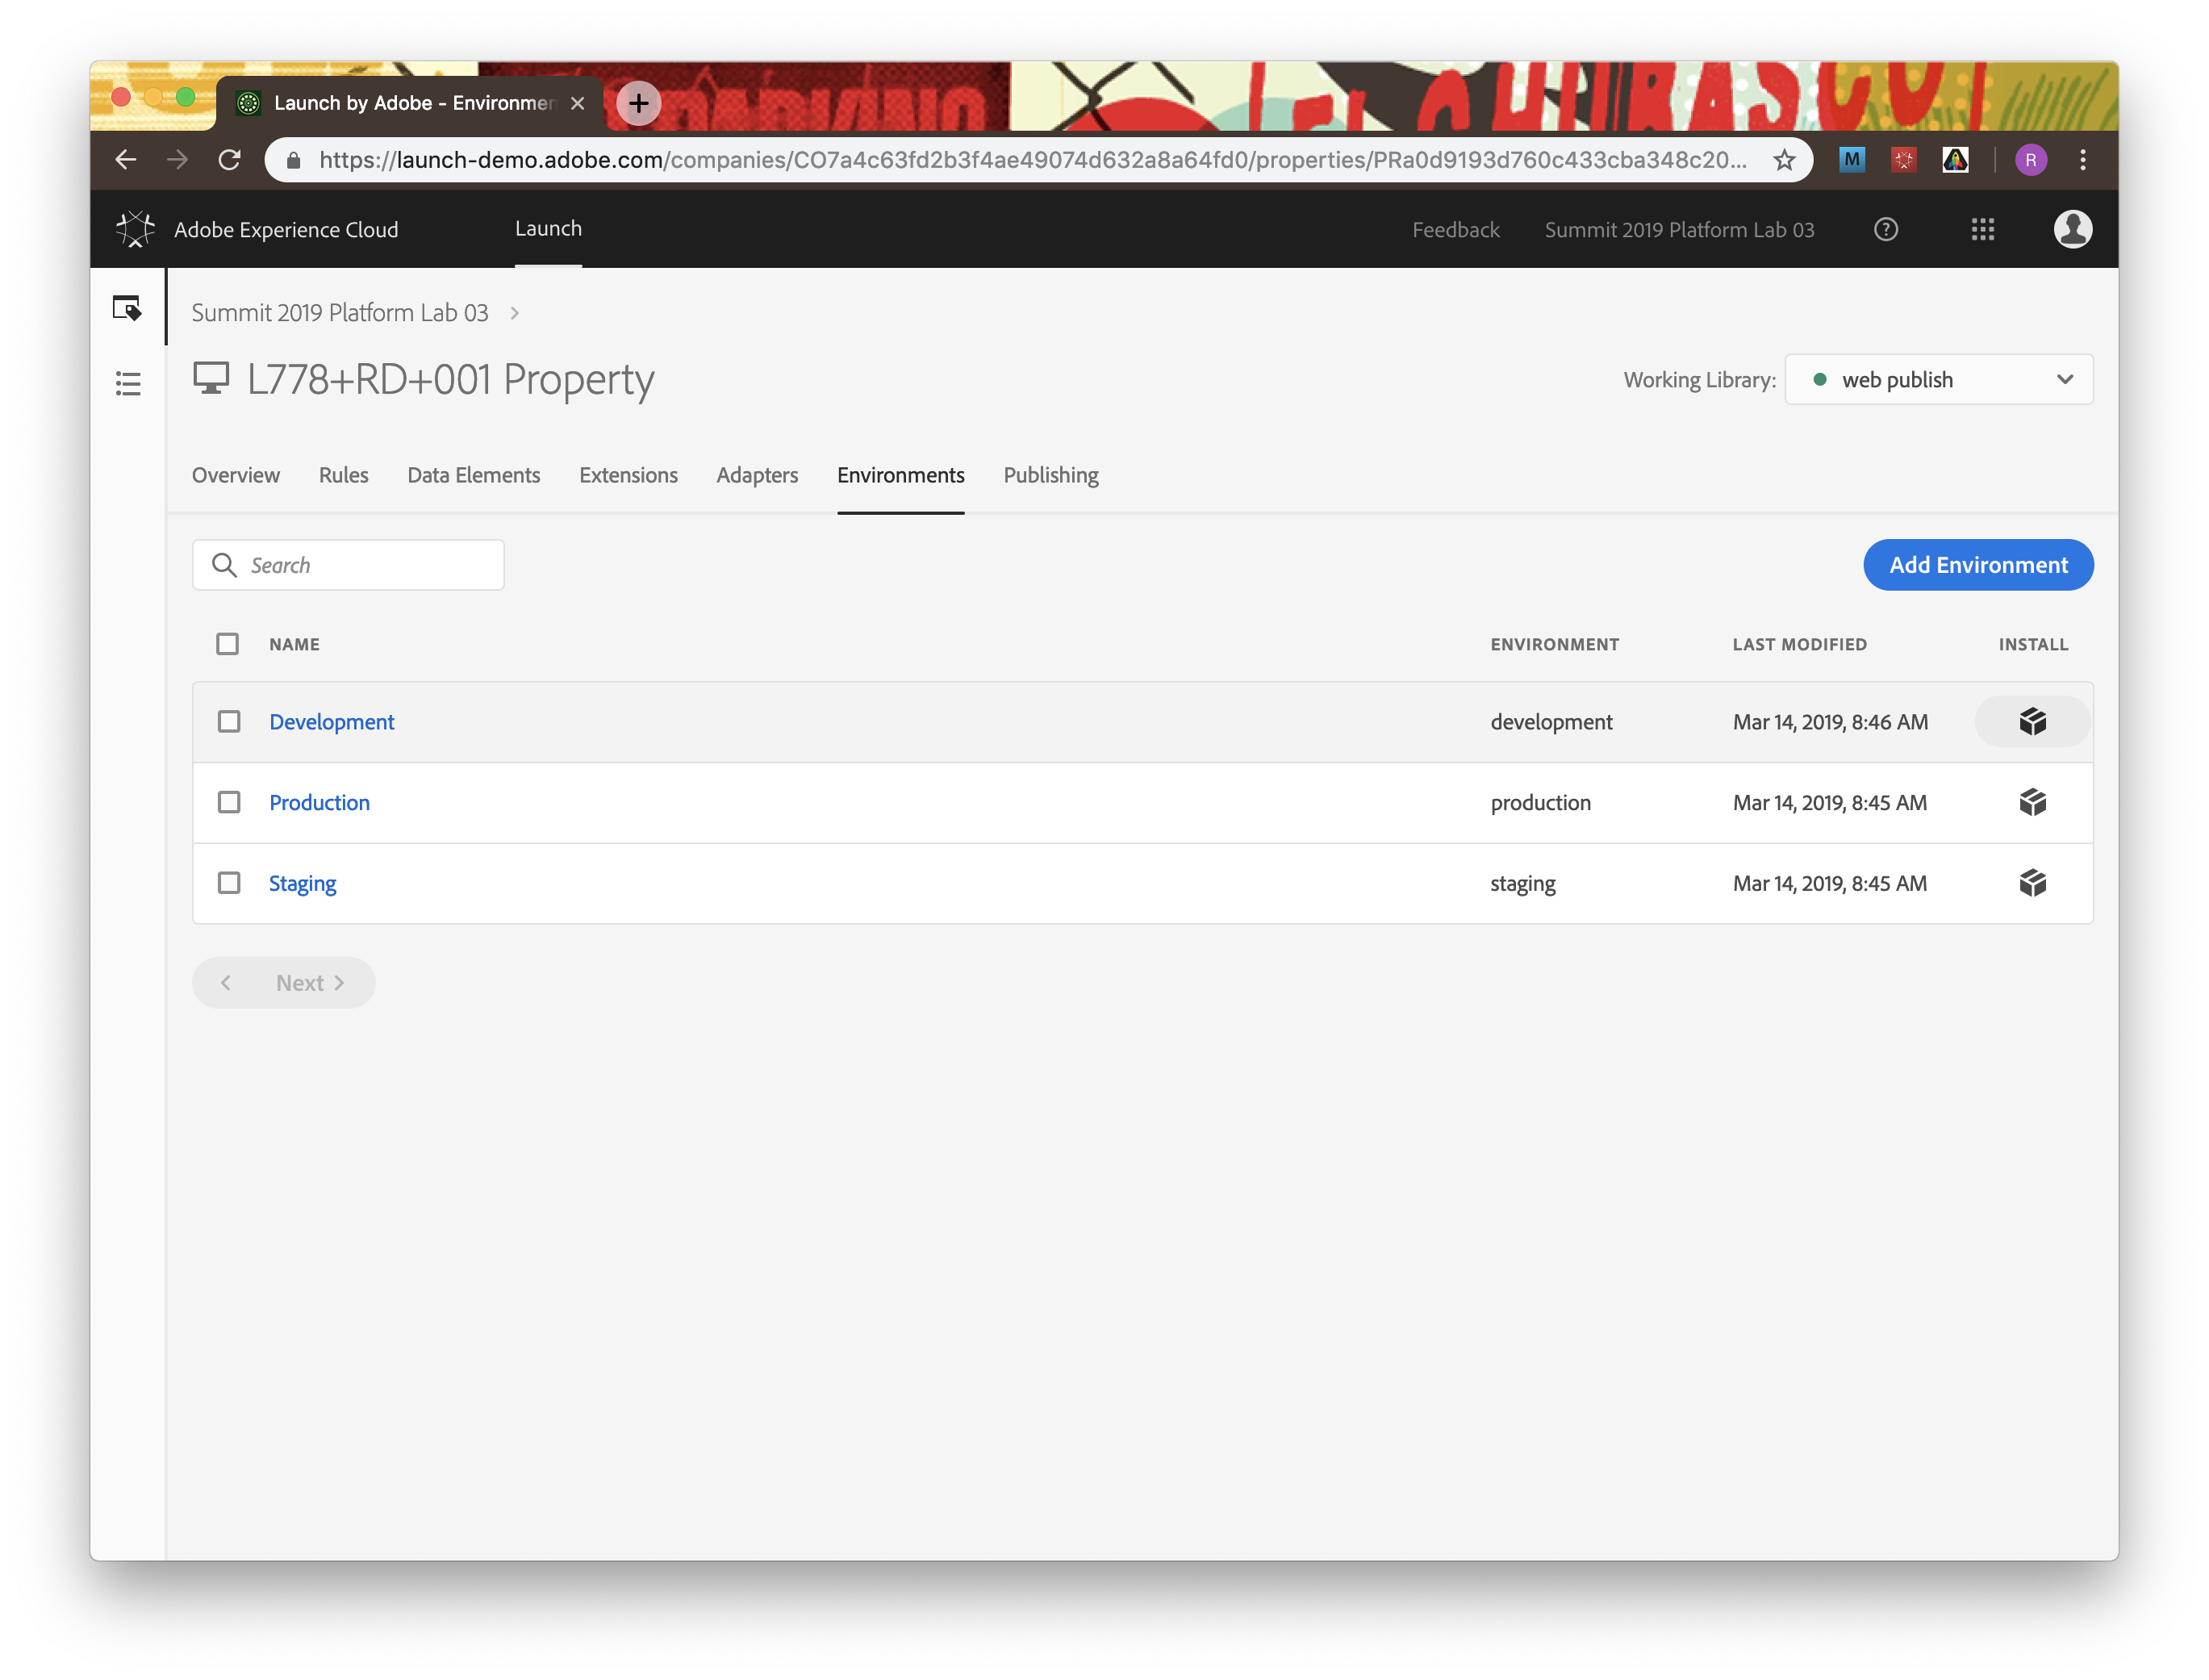 Launch by Adobe - Environmen
https://launch-demo.adobe.com/companies/CO7a4c63fd2b3f4ae49074d632a8a64fd0/properties/PRa0d9193d760c433cba348c20...
M
R
Adobe Experience Cloud
Launch
Feedback
Summit 2019 Platform Lab 03
Summit 2019 Platform Lab 03
L778+RD+001 Property
Working Library:
web publish
Overview Rules Data Elements Extensions Adapters Environments Publishing
Search
Add Environment
NAME ENVIRONMENT LAST MODIFIED INSTALL
Development development Mar 14, 2019, 8:46 AM
Production production Mar 14, 2019, 8:45 AM
Staging staging Mar 14, 2019, 8:45 AM
Next